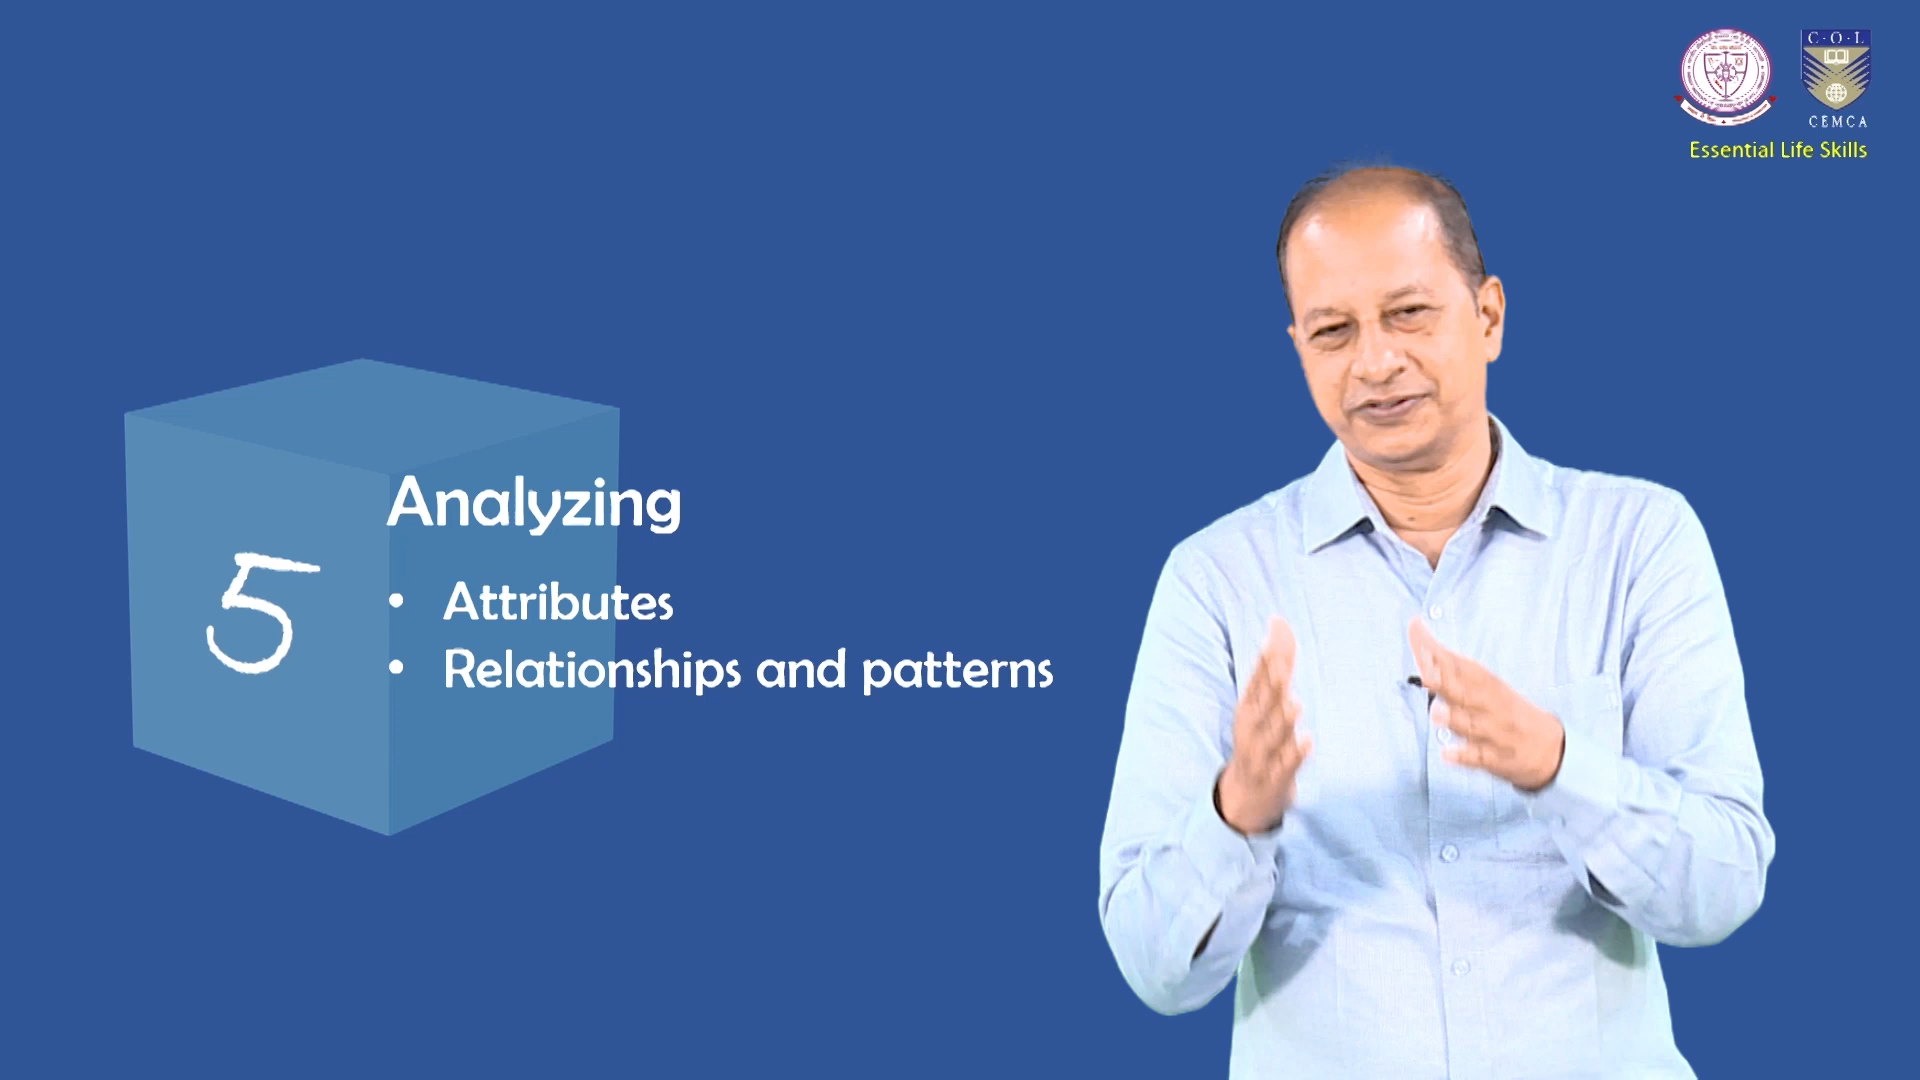 C·O·L
CEMCA
Essential Life Skills
Analyzing
5
• Attributes
• Relationships and patterns